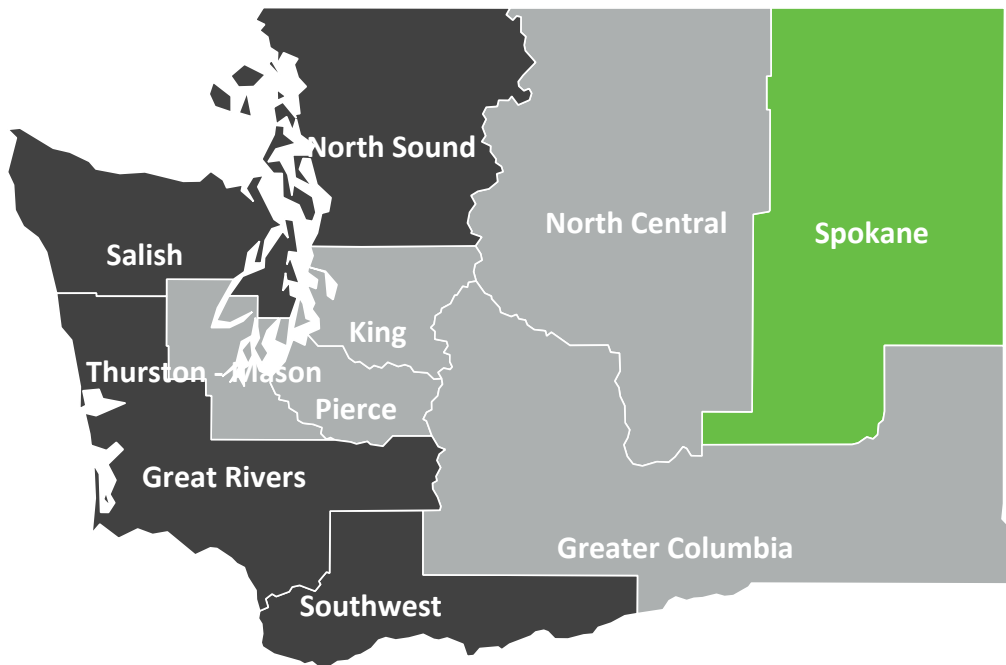 North Sound
North Central
Spokane
Salish
King
Thurston - Mason
Pierce
Great Rivers
Greater Columbia
Southwest